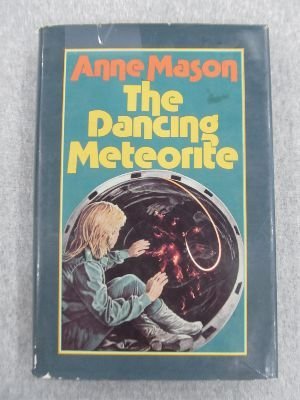 Anne Mason
The
Dancing
Meteorite